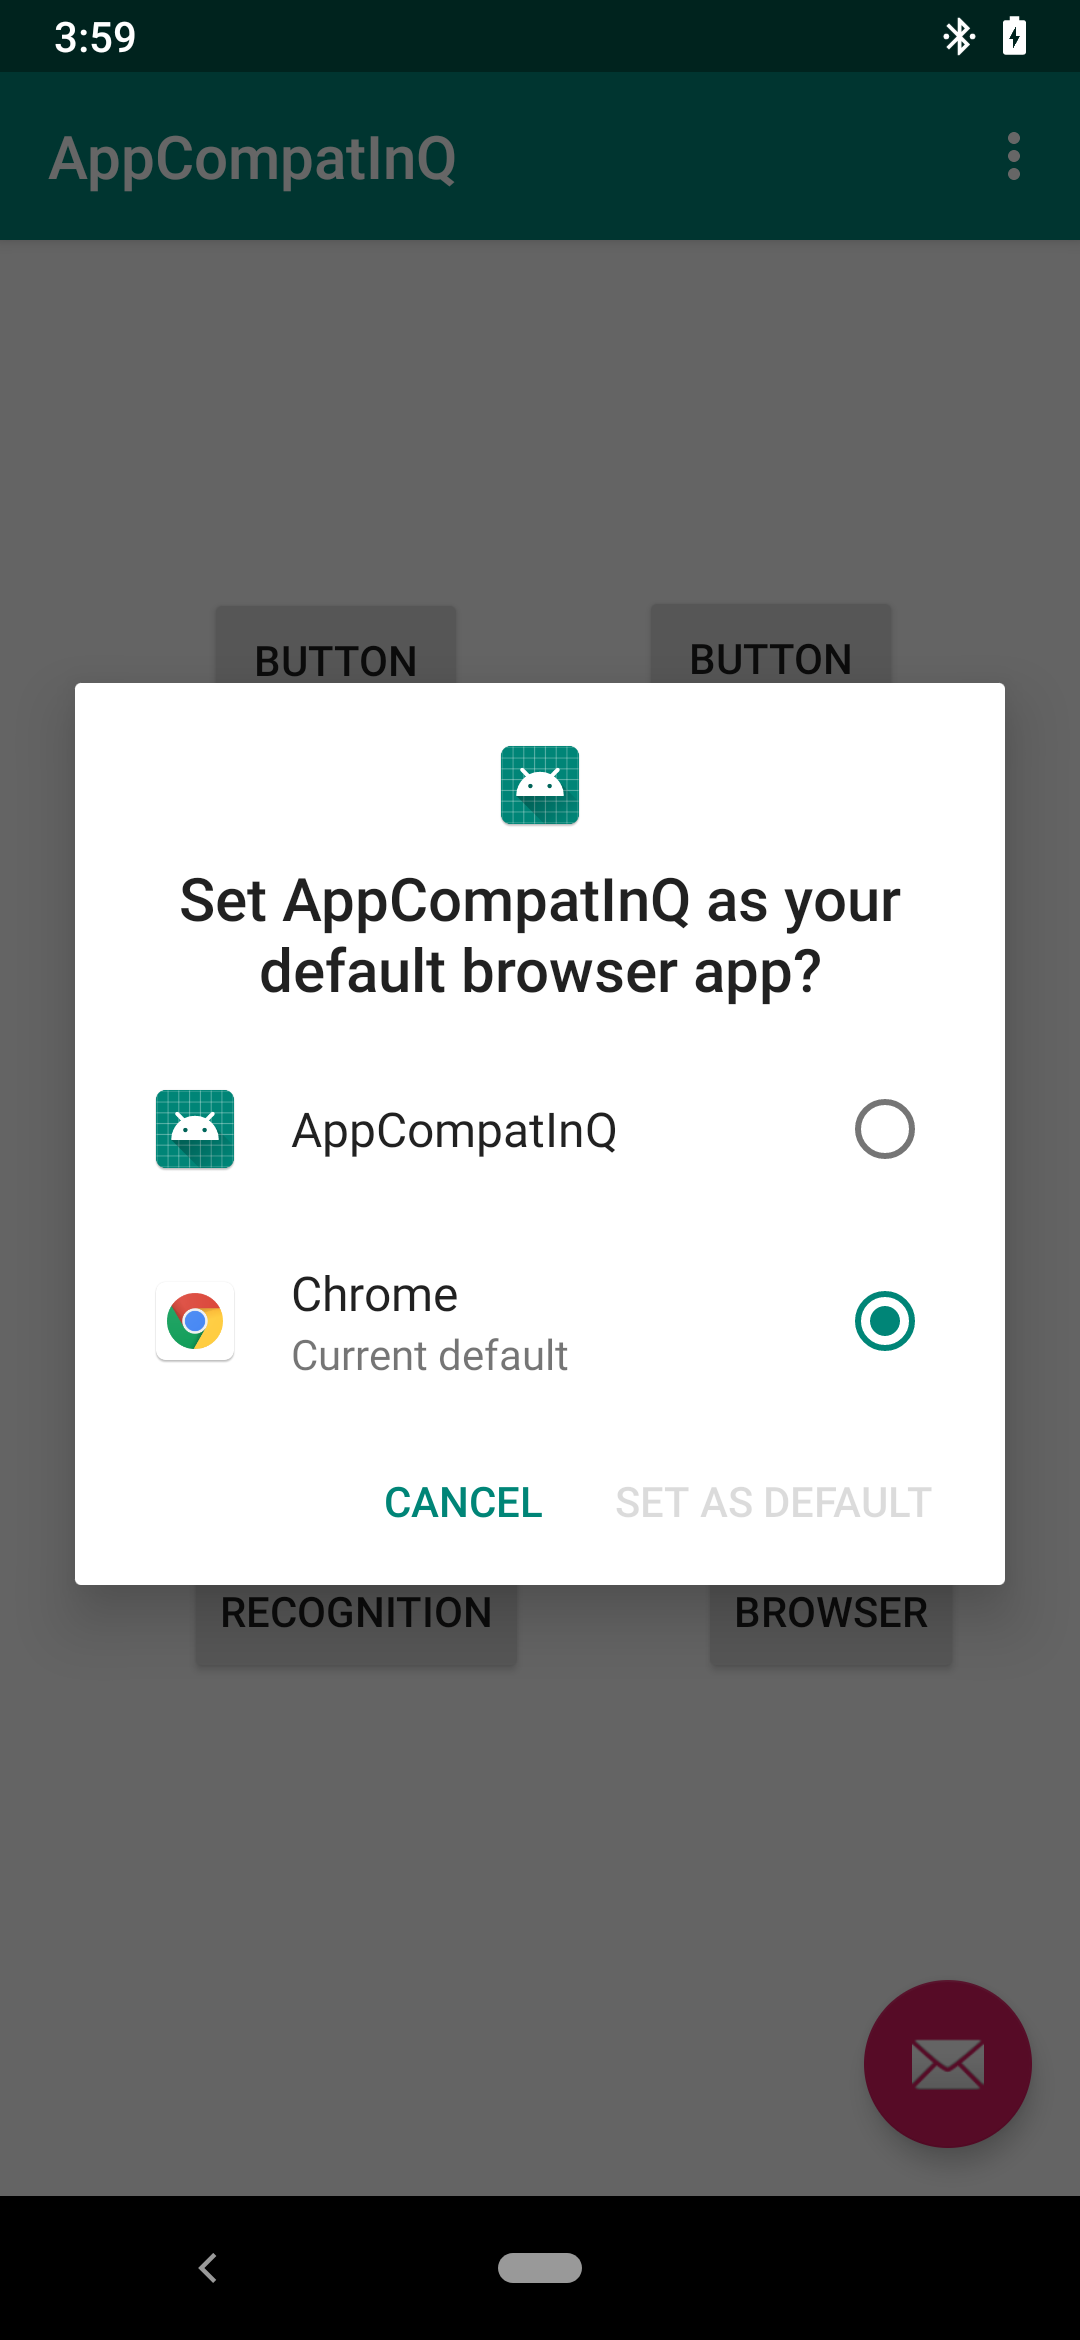 3:59
AppCompatInQ
BUTTON
BUTTON
Set AppCompatInQ as your
default browser app?
AppCompatInQ
Chrome
Current default
CANCEL
SET AS DEFAULT
RECOGNITION
BROWSER